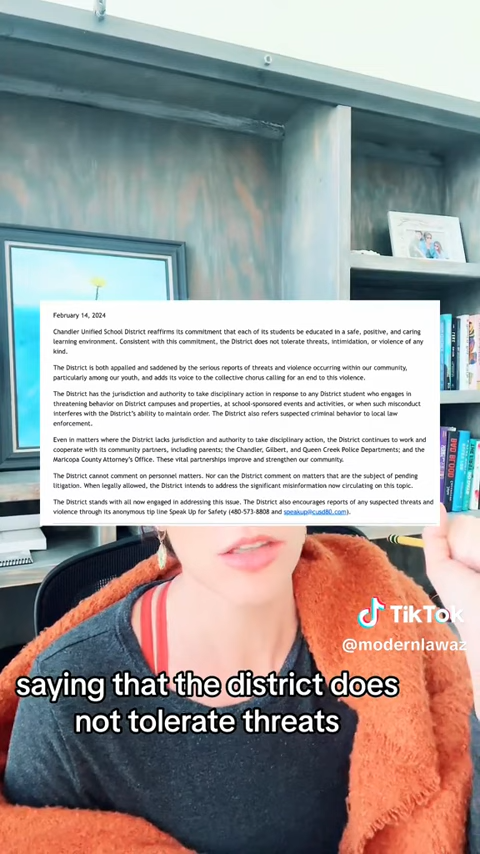 February 14, 2024
Chandler Unified School District reaffirms its commitment that each of its students be educated in a safe, positive, and caring
learning environment. Consistent with this commitment, the District does not tolerate threats, intimidation, or violence of any
kind.
The District is both appalled and saddened by the serious reports of threats and violence occurring within our community,
particularly among our youth, and adds its voice to the collective chorus calling for an end to this violence.
The District has the jurisdiction and authority to take disciplinary action in response to any District student who engages in
threatening behavior on District campuses and properties, at school-sponsored events and activities, or when such misconduct
interferes with the District's ability to maintain order. The District also refers suspected criminal behavior to local law
enforcement.
Even in matters where the District lacks jurisdiction and authority to take disciplinary action, the District continues to work and
cooperate with its community partners, including parents; the Chandler, Gilbert, and Queen Creek Police Departments; and the
Maricopa County Attorney's Office. These vital partnerships improve and strengthen our community.
The District cannot comment on personnel matters. Nor can the District comment on matters that are the subject of pending
litigation. When legally allowed, the District intends to address the significant misinformation now circulating on this topic.
The District stands with all now engaged in addressing this issue. The District also encourages reports of any suspected threats and
violence through its anonymous tip line Speak Up for Safety (480-573-8808 and speakup@cusd80.com).
TikTok
@modernlawaz
saying that the district does
not tolerate threats